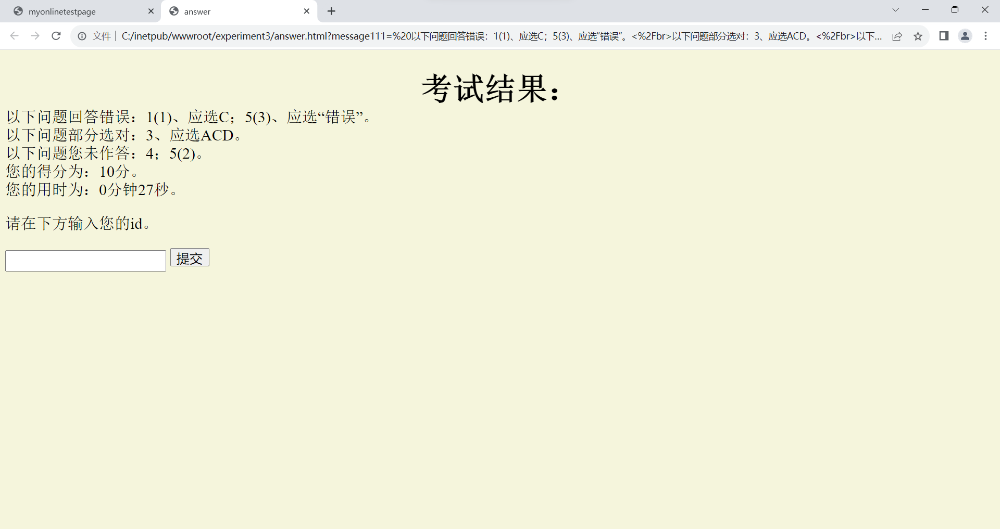 myonlinetestpage
answer
文件 | C:/inetpub/wwwroot/experiment3/answer.html?message111=%20以下问题回答错误：1(1)、应选C；5(3)、应选“错误”。<%2Fbr>以下问题部分选对：3、应选ACD。<%2Fbr>以下...
考试结果：
以下问题回答错误：1(1)、应选C；5(3)、应选“错误”。
以下问题部分选对：3、应选ACD。
以下问题您未作答：4；5(2)。
您的得分为：10分。
您的用时为：0分钟27秒。
请在下方输入您的id。
提交